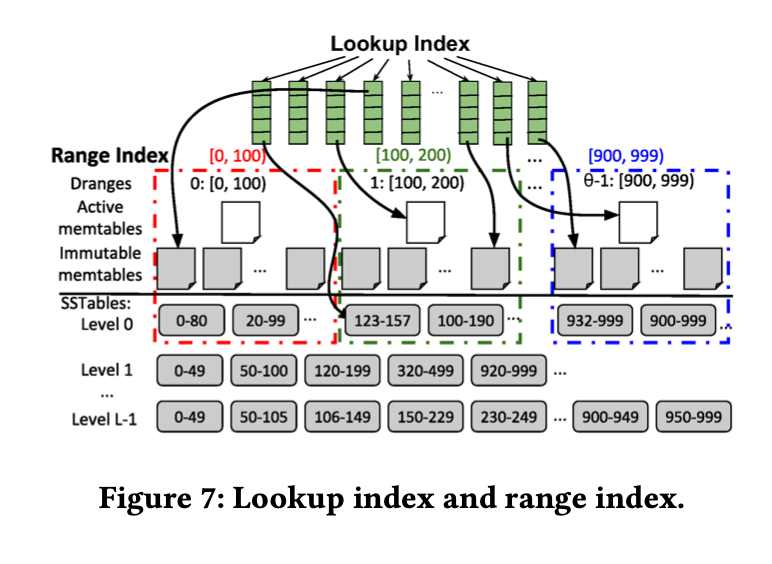 Lookup Index
...
Range Index [0, 100) [100, 200) ... [900, 999)
Dranges 0: [0, 100) 1: [100, 200) ... θ-1: [900, 999)
Active
memtables
Immutable
memtables ... ... ...
SSTables:
Level 0 0-80 20-99 ... 123-157 100-190 ... 932-999 900-999 ...
Level 1 0-49 50-100 120-199 320-499 920-999 ...
...
Level L-1 0-49 50-105 106-149 150-229 230-249 ... 900-949 950-999
Figure 7: Lookup index and range index.